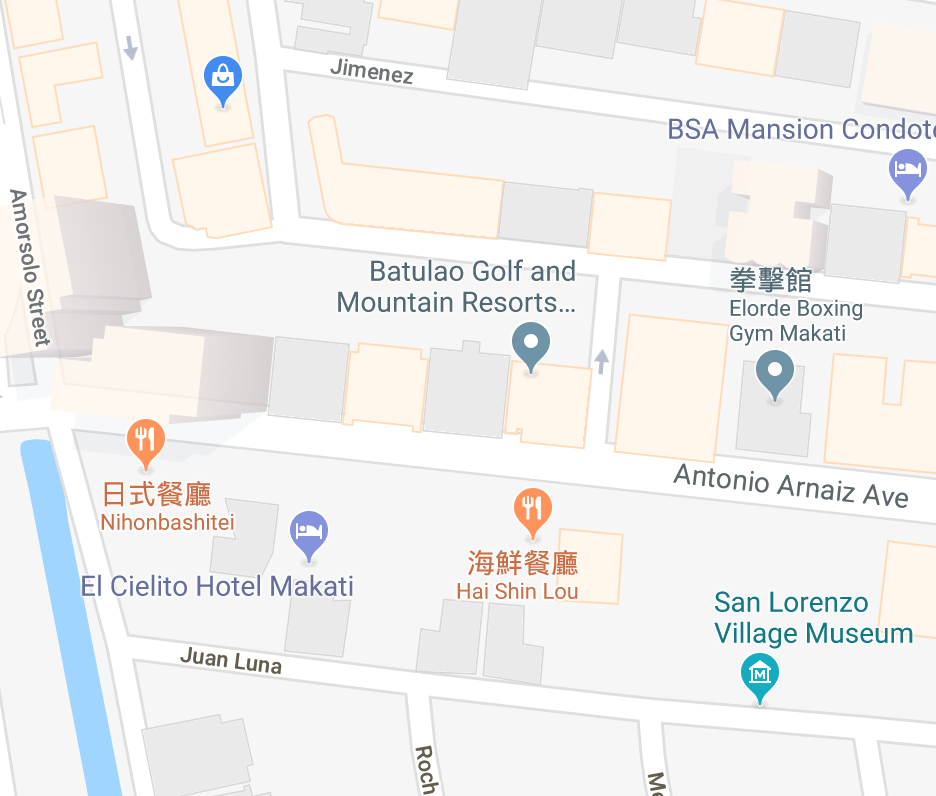 Jimenez
BSA Mansion Condote
Amorsolo Street
Batulao Golf and
Mountain Resorts...
拳擊館
Elorde Boxing
Gym Makati
Antonio Arnaiz Ave
日式餐廳
Nihonbashitei
海鮮餐廳
Hai Shin Lou
El Cielito Hotel Makati
San Lorenzo
Village Museum
M
Juan Luna
Roch
Me